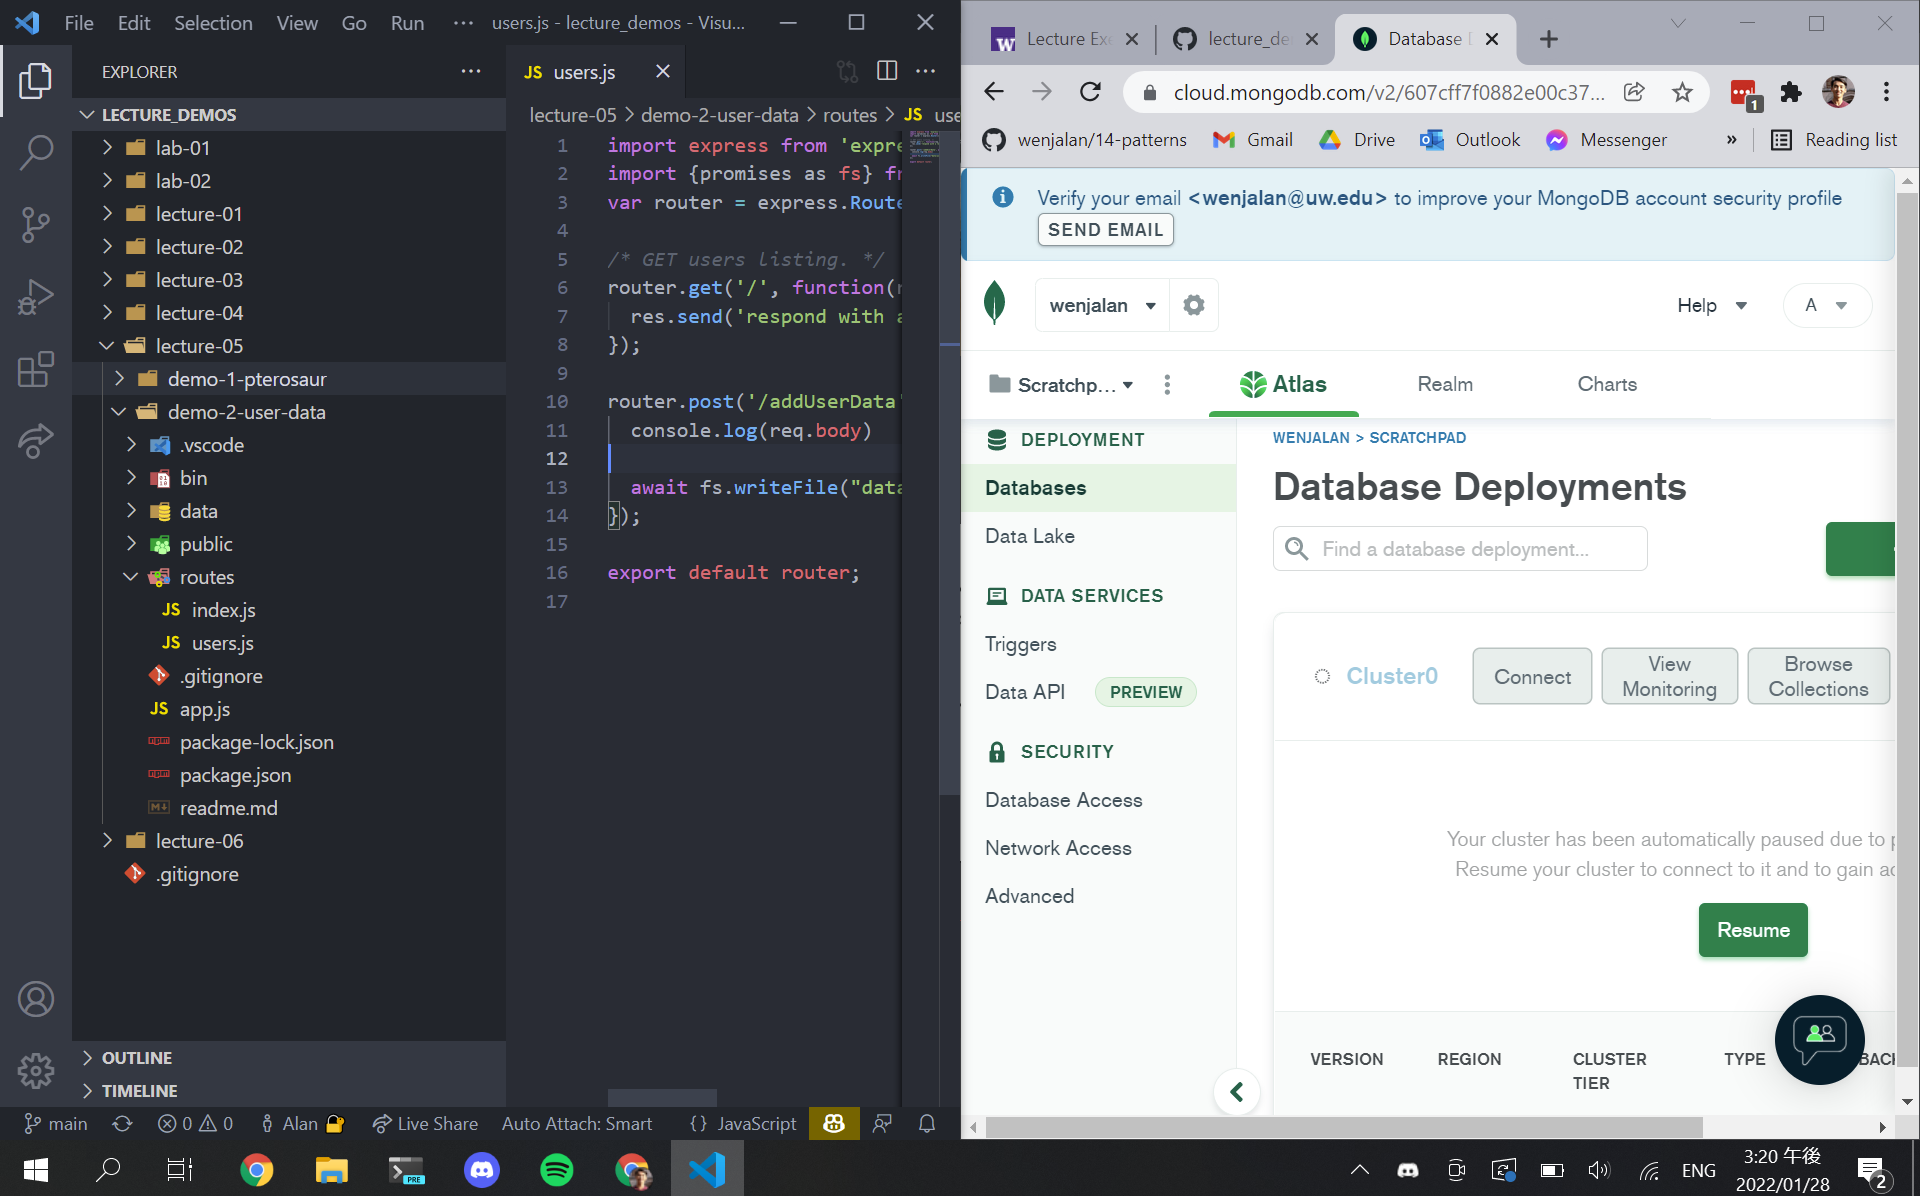 File Edit Selection View Go Run ··· users.js - lecture_demos - Visu...
EXPLORER
LECTURE_DEMOS
lab-01
lab-02
lecture-01
lecture-02
lecture-03
lecture-04
lecture-05
demo-1-pterosaur
demo-2-user-data
.vscode
bin
data
public
routes
JS index.js
JS users.js
.gitignore
JS app.js
package-lock.json
package.json
readme.md
lecture-06
.gitignore
OUTLINE
TIMELINE
JS users.js
lecture-05 > demo-2-user-data > routes > JS use
1 import express from 'expre
2 import {promises as fs} fr
3 var router = express.Route
4
5 /* GET users listing. */
6 router.get('/', function(r
7 res.send('respond with a
8 });
9
10 router.post('/addUserData'
11 console.log(req.body)
12
13 await fs.writeFile("data
14 });
15
16 export default router;
17
main 0 0 Alan Live Share Auto Attach: Smart {} JavaScript
Lecture Exe
lecture_de
Database D
cloud.mongodb.com/v2/607cff7f0882e00c37...
1
wenjalan/14-patterns Gmail Drive Outlook Messenger » Reading list
Verify your email <wenjalan@uw.edu> to improve your MongoDB account security profile
SEND EMAIL
wenjalan
Help
A
Scratchp...
Atlas
Realm
Charts
DEPLOYMENT
Databases
Data Lake
DATA SERVICES
Triggers
Data API PREVIEW
SECURITY
Database Access
Network Access
Advanced
WENJALAN > SCRATCHPAD
Database Deployments
Find a database deployment...
Cluster0
Connect
View
Monitoring
Browse
Collections
Your cluster has been automatically paused due to p
Resume your cluster to connect to it and to gain ac
Resume
VERSION
REGION
CLUSTER
TIER
TYPE
BACK
PRE
ENG
3:20 午後
2022/01/28
2